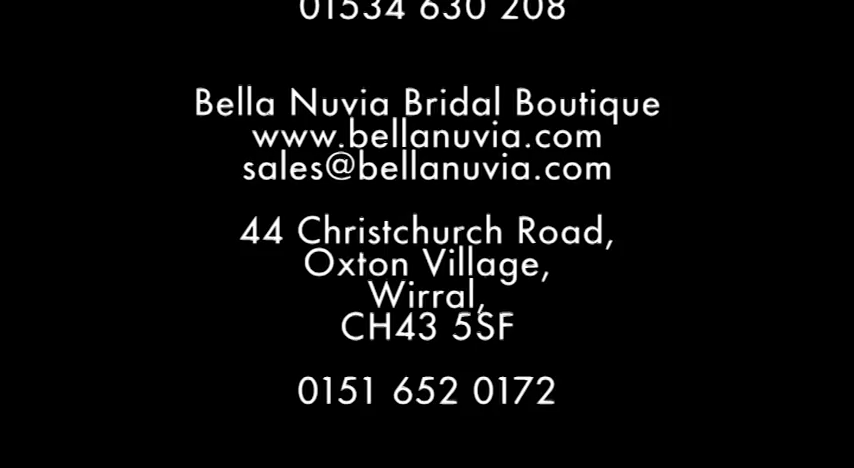 01534 630 208
Bella Nuvia Bridal Boutique
www.bellanuvia.com
sales@bellanuvia.com
44 Christchurch Road,
Oxton Village,
Wirral,
CH43 5SF
0151 652 0172